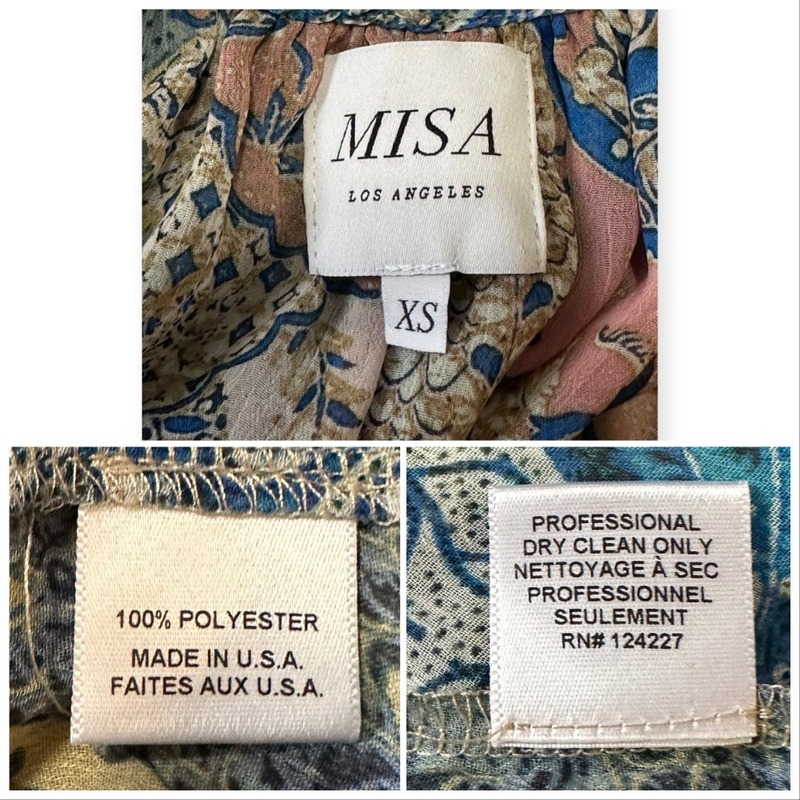 MISA
LOS ANGELES
XS
100% POLYESTER
MADE IN U.S.A.
FAITES AUX U.S.A.
PROFESSIONAL
DRY CLEAN ONLY
NETTOYAGE À SEC
PROFESSIONNEL
SEULEMENT
RN# 124227